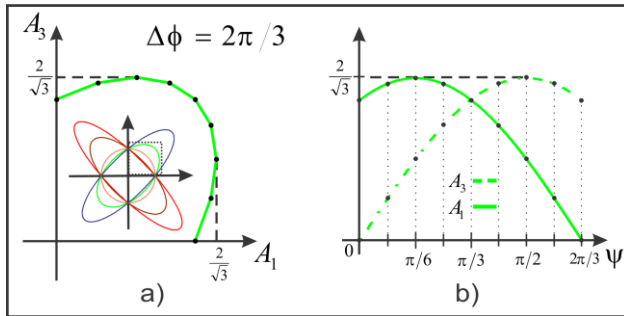 A₃ Δϕ = 2π/3
2/√3
2/√3 A₁
a)
2/√3
A₃
A₁
0 π/6 π/3 π/2 2π/3 ψ
b)